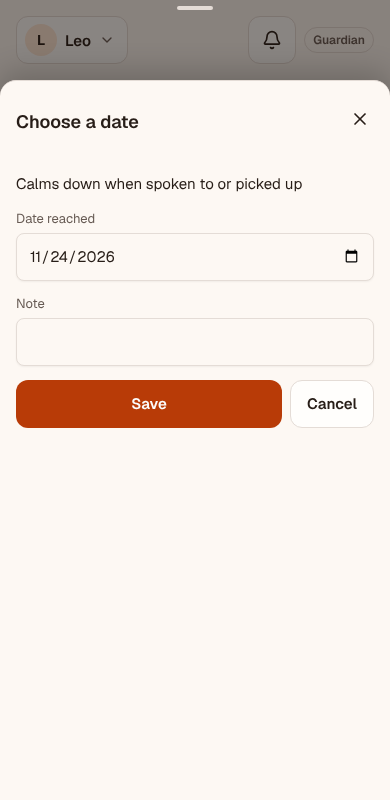 L Leo Guardian
Choose a date
Calms down when spoken to or picked up
Date reached
11/24/2026
Note
Save Cancel